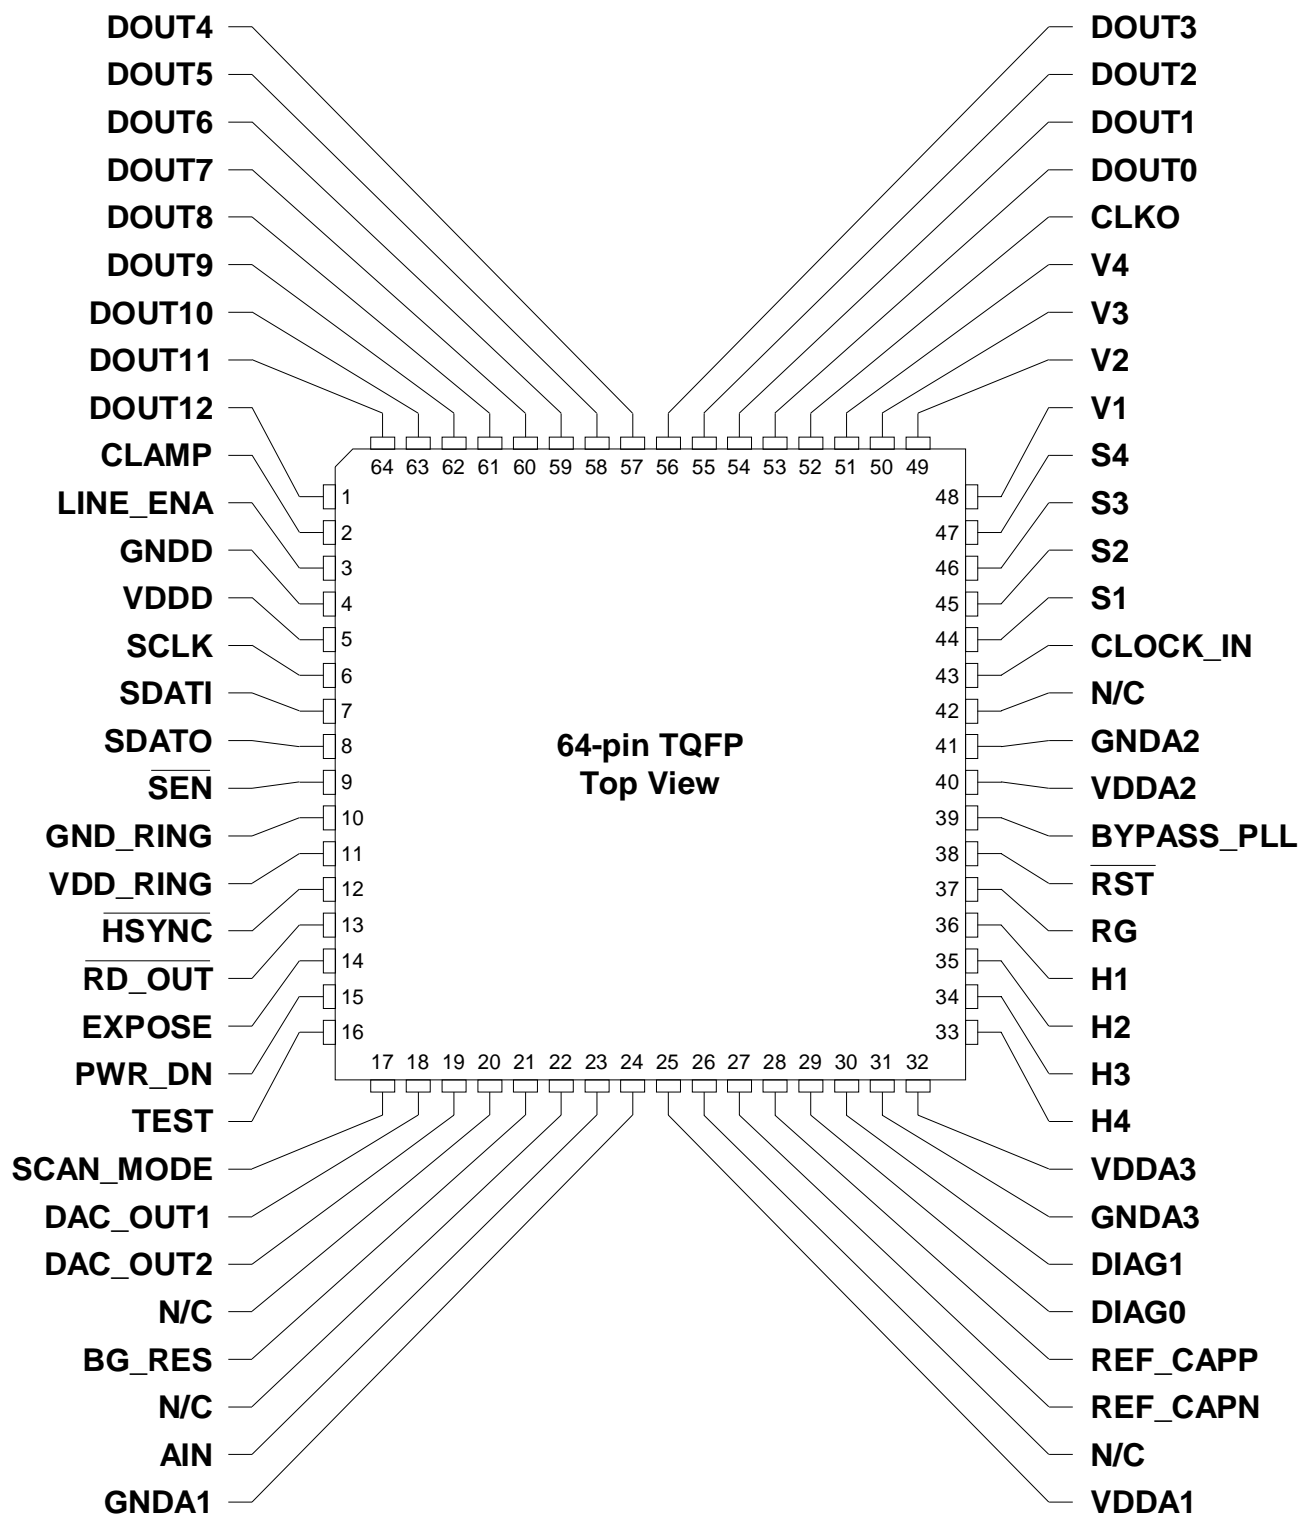 DOUT4
DOUT5
DOUT6
DOUT7
DOUT8
DOUT9
DOUT10
DOUT11
DOUT12
CLAMP
LINE_ENA
GNDD
VDDD
SCLK
SDATI
SDATO
SEN
GND_RING
VDD_RING
HSYNC
RD_OUT
EXPOSE
PWR_DN
TEST
SCAN_MODE
DAC_OUT1
DAC_OUT2
N/C
BG_RES
N/C
AIN
GNDA1
64 63 62 61 60 59 58 57 56 55 54 53 52 51 50 49
1
2
3
4
5
6
7
8
9
10
11
12
13
14
15
16
64-pin TQFP
Top View
48
47
46
45
44
43
42
41
40
39
38
37
36
35
34
33
17 18 19 20 21 22 23 24 25 26 27 28 29 30 31 32
DOUT3
DOUT2
DOUT1
DOUT0
CLKO
V4
V3
V2
V1
S4
S3
S2
S1
CLOCK_IN
N/C
GNDA2
VDDA2
BYPASS_PLL
RST
RG
H1
H2
H3
H4
VDDA3
GNDA3
DIAG1
DIAG0
REF_CAPP
REF_CAPN
N/C
VDDA1